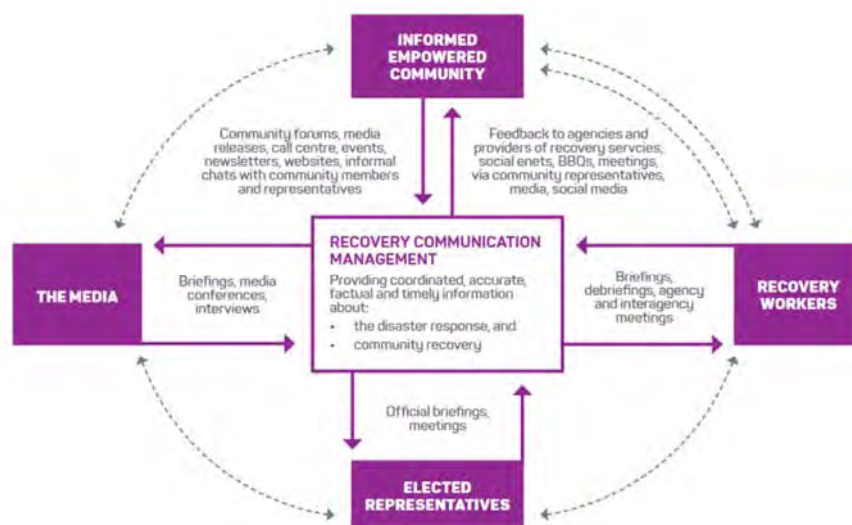 INFORMED
EMPOWERED
COMMUNITY
Community forums, media
releases, call centre, events,
newsletters, websites, informal
chats with community members
and representatives
Feedback to agencies and
providers of recovery servcies,
social enets, BBQs, meetings,
via community representatives,
media, social media
THE MEDIA
Briefings, media
conferences,
interviews
RECOVERY COMMUNICATION
MANAGEMENT
Providing coordinated, accurate,
factual and timely information
about:
• the disaster response, and
• community recovery
Briefings,
debriefings, agency
and interagency
meetings
RECOVERY
WORKERS
Official briefings,
meetings
ELECTED
REPRESENTATIVES